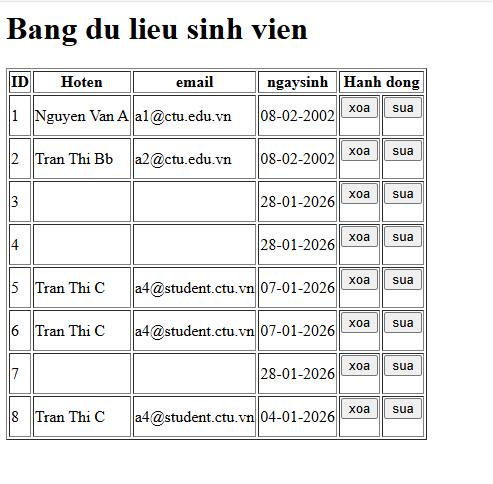 Bang du lieu sinh vien
ID Hoten email ngaysinh Hanh dong
1 Nguyen Van A a1@ctu.edu.vn 08-02-2002 xoa sua
2 Tran Thi Bb a2@ctu.edu.vn 08-02-2002 xoa sua
3 28-01-2026 xoa sua
4 28-01-2026 xoa sua
5 Tran Thi C a4@student.ctu.vn 07-01-2026 xoa sua
6 Tran Thi C a4@student.ctu.vn 07-01-2026 xoa sua
7 28-01-2026 xoa sua
8 Tran Thi C a4@student.ctu.vn 04-01-2026 xoa sua